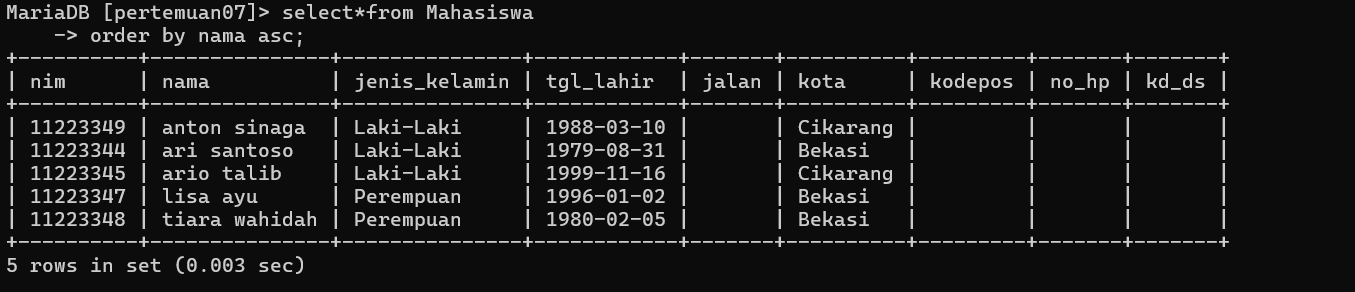 MariaDB [pertemuan07]> select*from Mahasiswa
    -> order by nama asc;
+----------+---------------+---------------+------------+-------+----------+---------+-------+-------+
| nim      | nama          | jenis_kelamin | tgl_lahir  | jalan | kota     | kodepos | no_hp | kd_ds |
+----------+---------------+---------------+------------+-------+----------+---------+-------+-------+
| 11223349 | anton sinaga  | Laki-Laki     | 1988-03-10 |       | Cikarang |         |       |       |
| 11223344 | ari santoso   | Laki-Laki     | 1979-08-31 |       | Bekasi   |         |       |       |
| 11223345 | ario talib    | Laki-Laki     | 1999-11-16 |       | Cikarang |         |       |       |
| 11223347 | lisa ayu      | Perempuan     | 1996-01-02 |       | Bekasi   |         |       |       |
| 11223348 | tiara wahidah | Perempuan     | 1980-02-05 |       | Bekasi   |         |       |       |
+----------+---------------+---------------+------------+-------+----------+---------+-------+-------+
5 rows in set (0.003 sec)